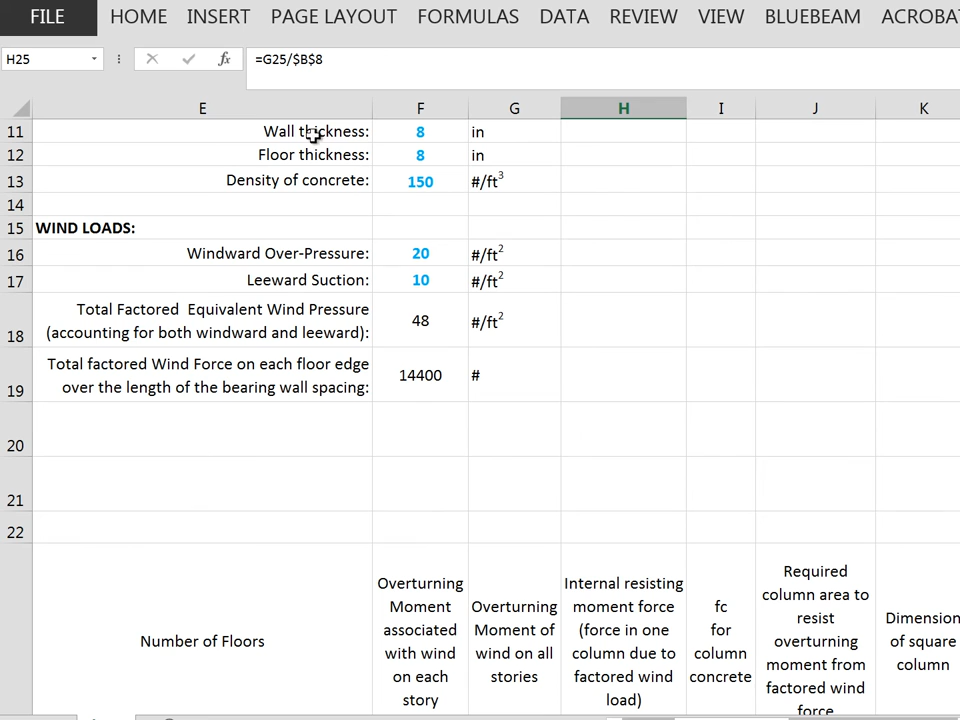 FILE HOME INSERT PAGE LAYOUT FORMULAS DATA REVIEW VIEW BLUEBEAM ACROBA
H25 fx =G25/$B$8
E F G H I J K
11 Wall thickness: 8 in
12 Floor thickness: 8 in
13 Density of concrete: 150 #/ft3
14
15 WIND LOADS:
16 Windward Over-Pressure: 20 #/ft2
17 Leeward Suction: 10 #/ft2
Total Factored Equivalent Wind Pressure
(accounting for both windward and leeward):
18 48 #/ft2
Total factored Wind Force on each floor edge
over the length of the bearing wall spacing:
19 14400 #
20
21
22
Number of Floors
Overturning
Moment
associated
with wind
on each
story
Overturning
Moment of
wind on all
stories
Internal resisting
moment force
(force in one
column due to
factored wind
load)
fc
for
column
concrete
Required
column area to
resist
overturning
moment from
factored wind
force
Dimension
of square
column